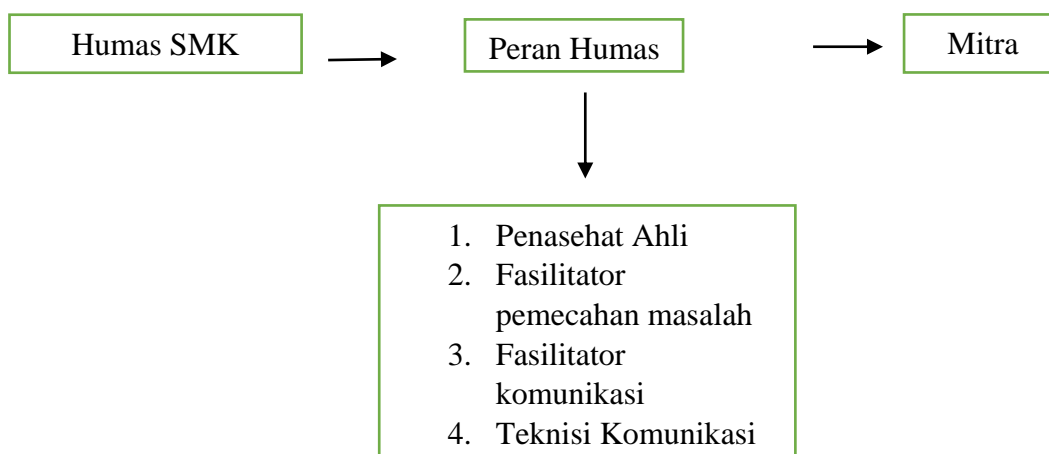 Humas SMK
Peran Humas
Mitra
1. Penasehat Ahli
2. Fasilitator
pemecahan masalah
3. Fasilitator
komunikasi
4. Teknisi Komunikasi